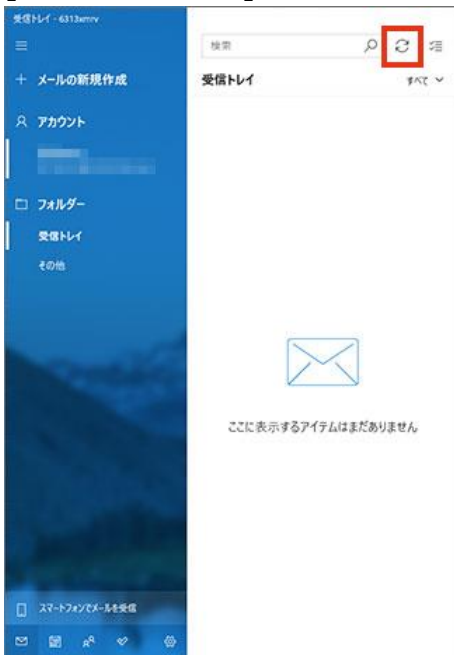 受信トレイ - 6313xmrv
検索
メールの新規作成
受信トレイ
すべて
アカウント
フォルダー
受信トレイ
その他
ここに表示するアイテムはまだありません
スマートフォンでメールを受信